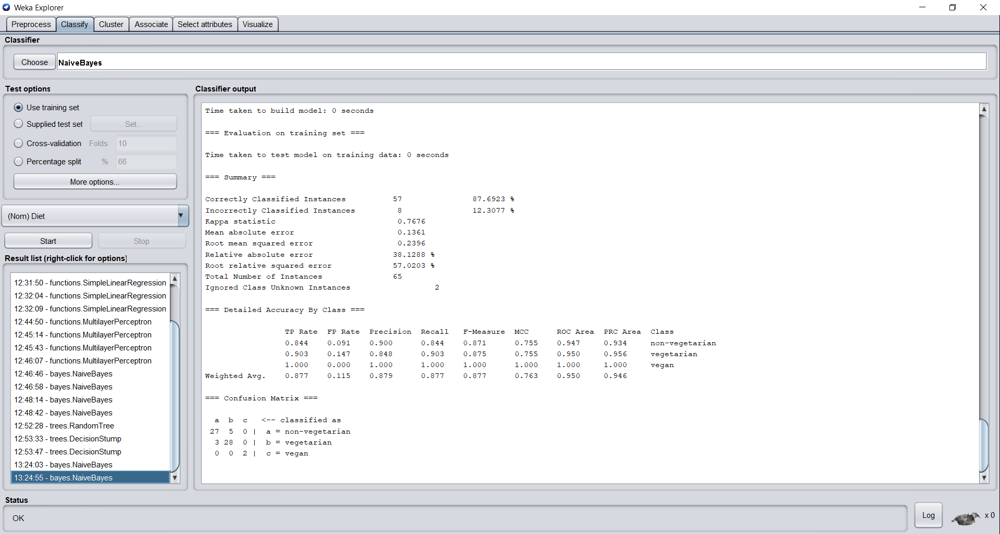 Weka Explorer
Preprocess Classify Cluster Associate Select attributes Visualize
Classifier
Choose NaiveBayes
Test options
Use training set
Supplied test set Set...
Cross-validation Folds 10
Percentage split % 66
More options...
(Nom) Diet
Start Stop
Result list (right-click for options)
12:31:50 - functions.SimpleLinearRegression
12:32:04 - functions.SimpleLinearRegression
12:32:09 - functions.SimpleLinearRegression
12:44:50 - functions.MultilayerPerceptron
12:45:14 - functions.MultilayerPerceptron
12:45:43 - functions.MultilayerPerceptron
12:46:07 - functions.MultilayerPerceptron
12:46:46 - bayes.NaiveBayes
12:46:58 - bayes.NaiveBayes
12:48:14 - bayes.NaiveBayes
12:48:42 - bayes.NaiveBayes
12:52:28 - trees.RandomTree
12:53:33 - trees.DecisionStump
12:53:47 - trees.DecisionStump
13:24:03 - bayes.NaiveBayes
13:24:55 - bayes.NaiveBayes
Classifier output
Time taken to build model: 0 seconds
=== Evaluation on training set ===
Time taken to test model on training data: 0 seconds
=== Summary ===
Correctly Classified Instances 57 87.6923 %
Incorrectly Classified Instances 8 12.3077 %
Kappa statistic 0.7676
Mean absolute error 0.1361
Root mean squared error 0.2396
Relative absolute error 38.1288 %
Root relative squared error 57.0203 %
Total Number of Instances 65
Ignored Class Unknown Instances 2
=== Detailed Accuracy By Class ===
TP Rate FP Rate Precision Recall F-Measure MCC ROC Area PRC Area Class
0.844 0.091 0.900 0.844 0.871 0.755 0.947 0.934 non-vegetarian
0.903 0.147 0.848 0.903 0.875 0.755 0.950 0.956 vegetarian
1.000 0.000 1.000 1.000 1.000 1.000 1.000 1.000 vegan
Weighted Avg. 0.877 0.115 0.879 0.877 0.877 0.763 0.950 0.946
=== Confusion Matrix ===
a b c <-- classified as
27 5 0 | a = non-vegetarian
3 28 0 | b = vegetarian
0 0 2 | c = vegan
Status
OK
Log x 0